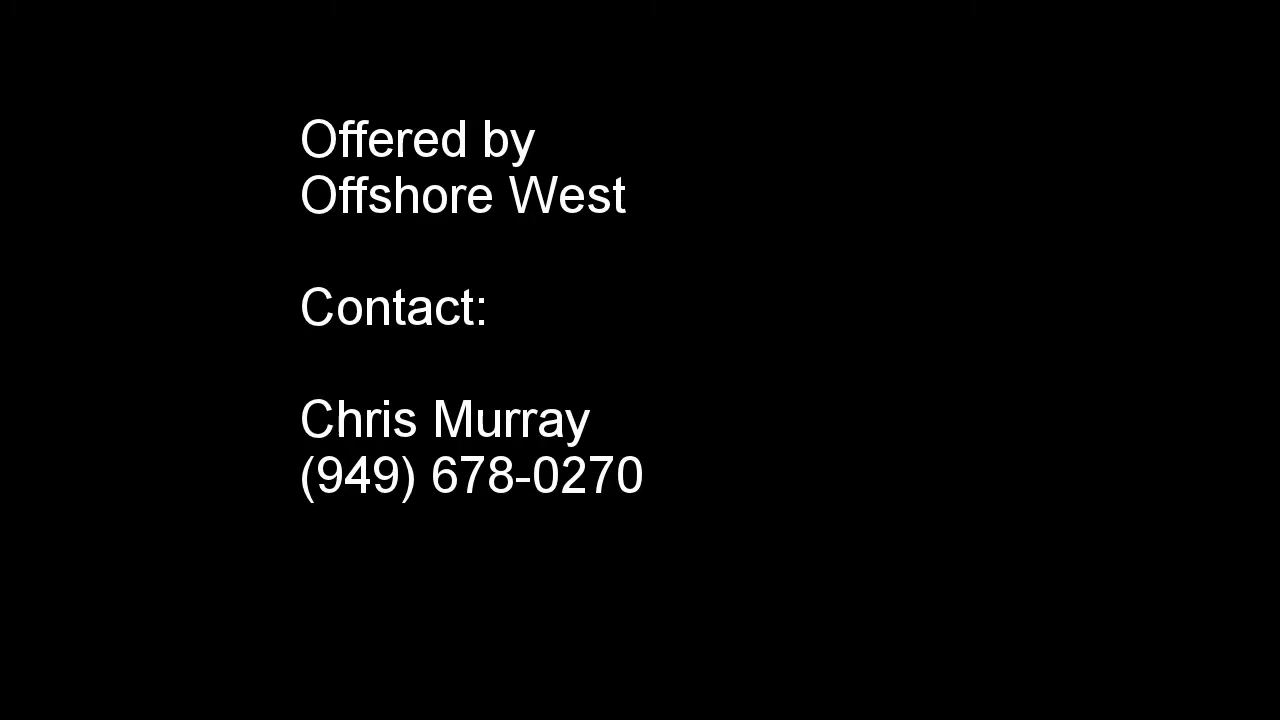 Offered by
Offshore West
Contact:
Chris Murray
(949) 678-0270